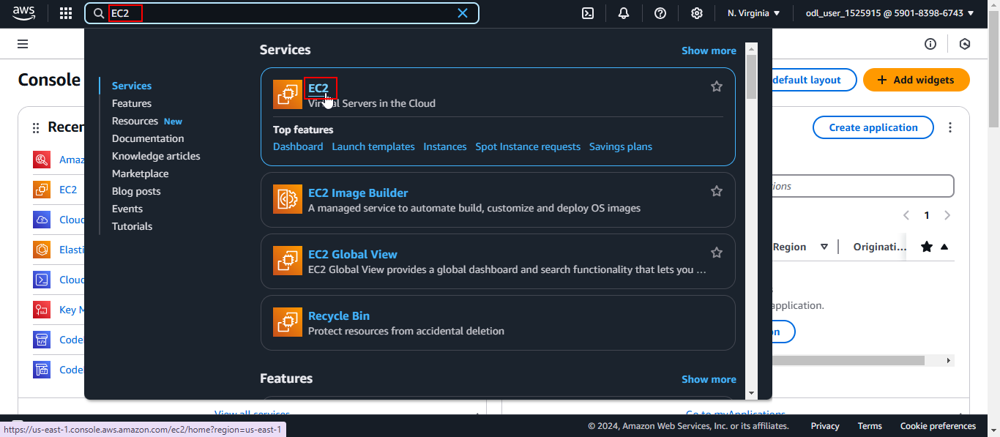 aws
EC2
N. Virginia
odl_user_1525915 @ 5901-8398-6743
Console
default layout
Add widgets
Services
Show more
Services
Features
Resources New
Documentation
Knowledge articles
Marketplace
Blog posts
Events
Tutorials
EC2
Virtual Servers in the Cloud
Top features
Dashboard Launch templates Instances Spot Instance requests Savings plans
EC2 Image Builder
A managed service to automate build, customize and deploy OS images
EC2 Global View
EC2 Global View provides a global dashboard and search functionality that lets you ...
Recycle Bin
Protect resources from accidental deletion
Features
Show more
Recen
Amaz
EC2
Cloud
Elasti
Cloud
Key M
Code
Code
View all services
Create application
ions
1
Region
Originati...
application.
on
Go to myApplications
https://us-east-1.console.aws.amazon.com/ec2/home?region=us-east-1
© 2024, Amazon Web Services, Inc. or its affiliates.
Privacy
Terms
Cookie preferences